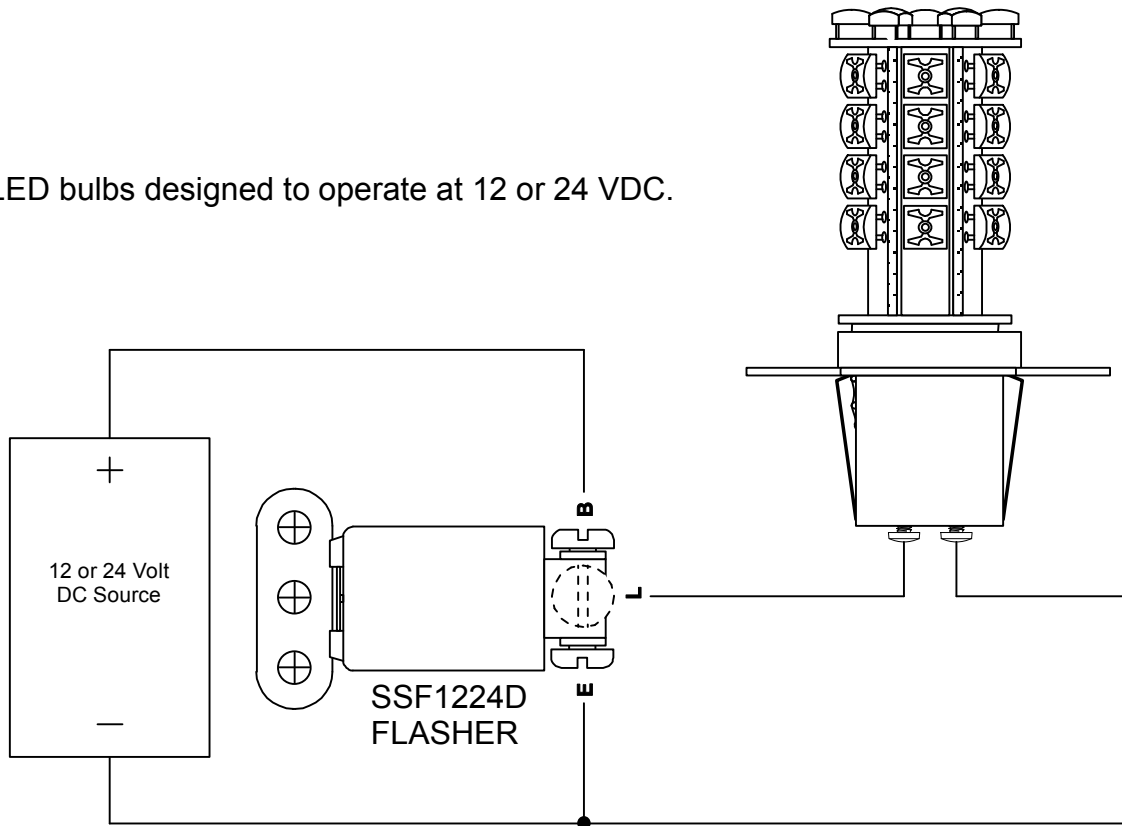 LED bulbs designed to operate at 12 or 24 VDC.
+
12 or 24 Volt
DC Source
—
B
L
E
SSF1224D
FLASHER